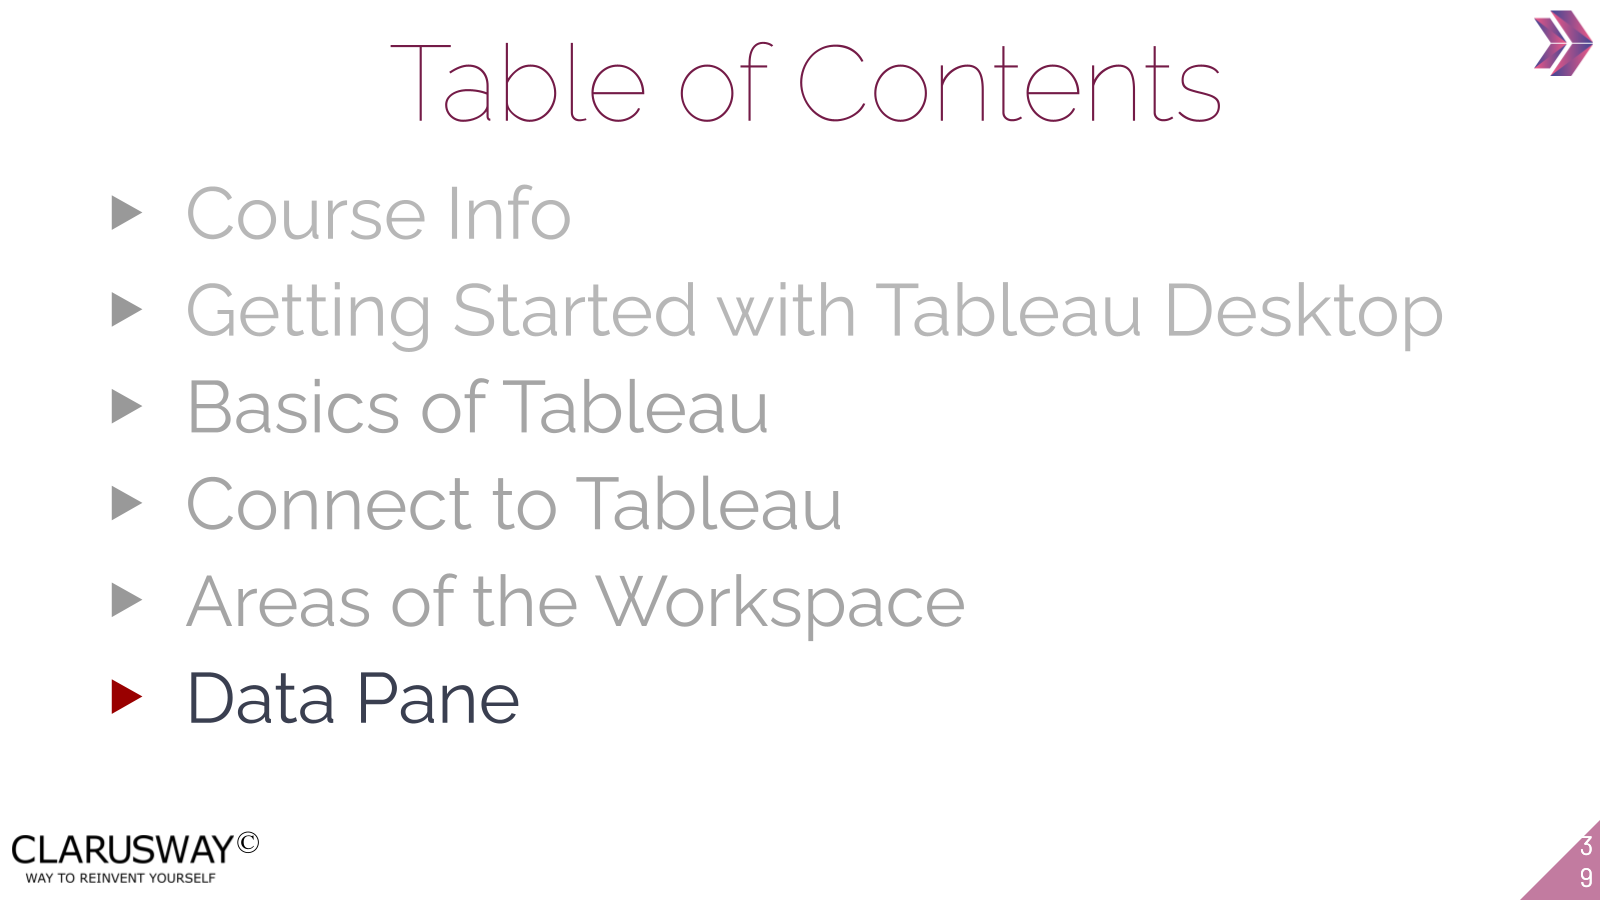 Table of Contents
Course Info
Getting Started with Tableau Desktop
Basics of Tableau
Connect to Tableau
Areas of the Workspace
Data Pane
CLARUSWAY©
WAY TO REINVENT YOURSELF
3
9